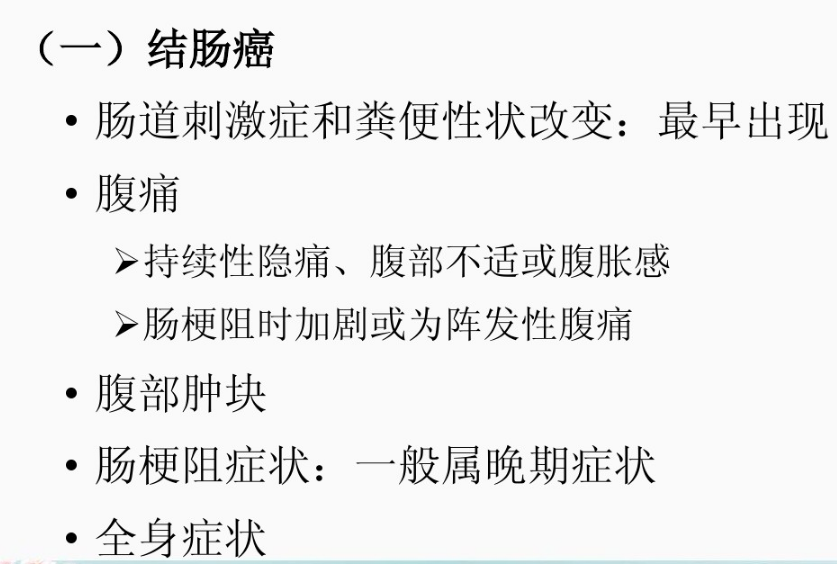 （一）结肠癌
• 肠道刺激症和粪便性状改变：最早出现
• 腹痛
➢持续性隐痛、腹部不适或腹胀感
➢肠梗阻时加剧或为阵发性腹痛
• 腹部肿块
• 肠梗阻症状：一般属晚期症状
• 全身症状